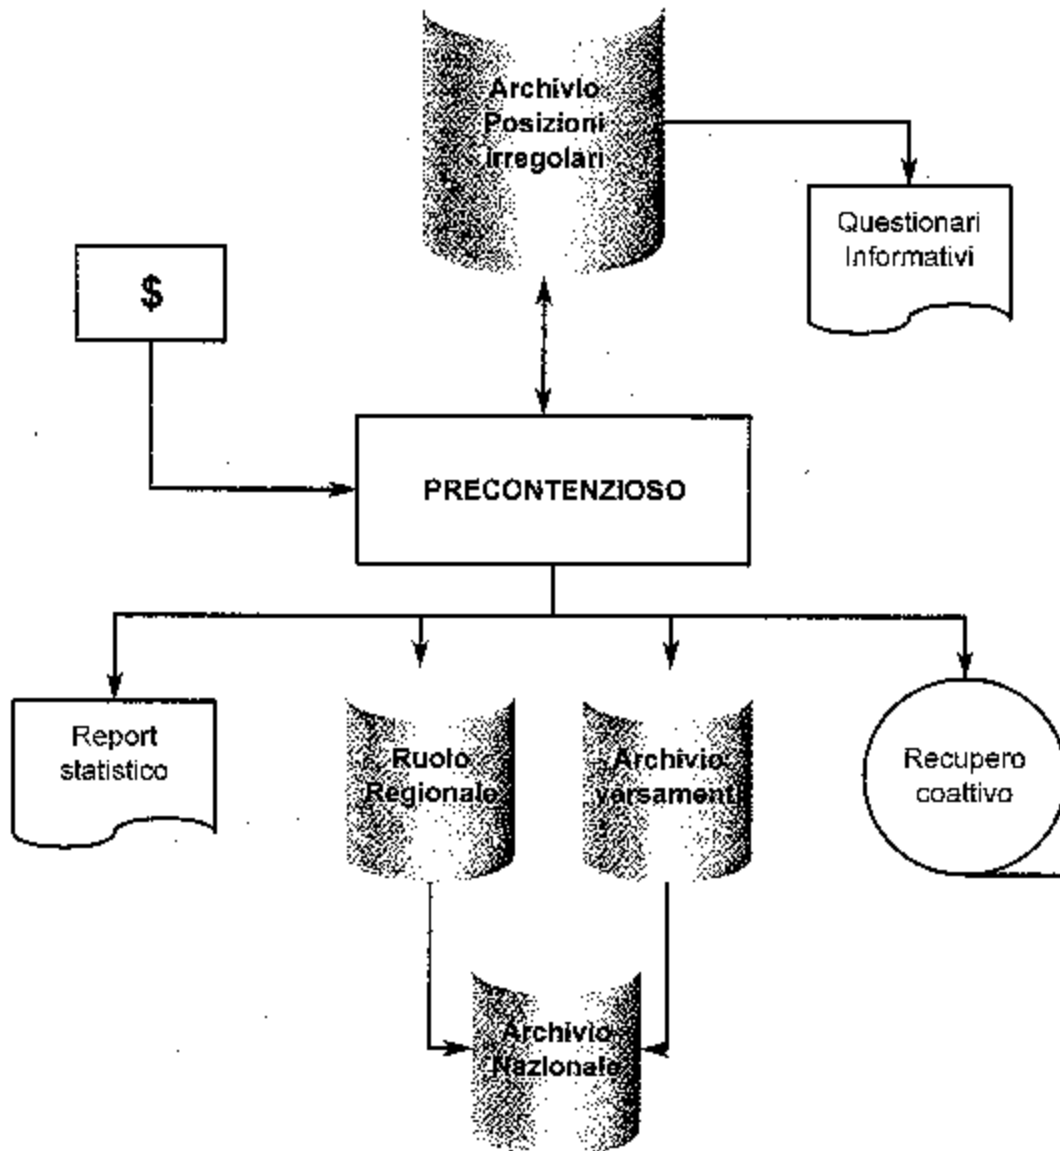 Archivio
Posizioni
irregolari
Questionari
Informativi
$
PRECONTENZIOSO
Report
statistico
Ruolo
Regionale
Archivio
versamenti
Recupero
coattivo
Archivio
Nazionale